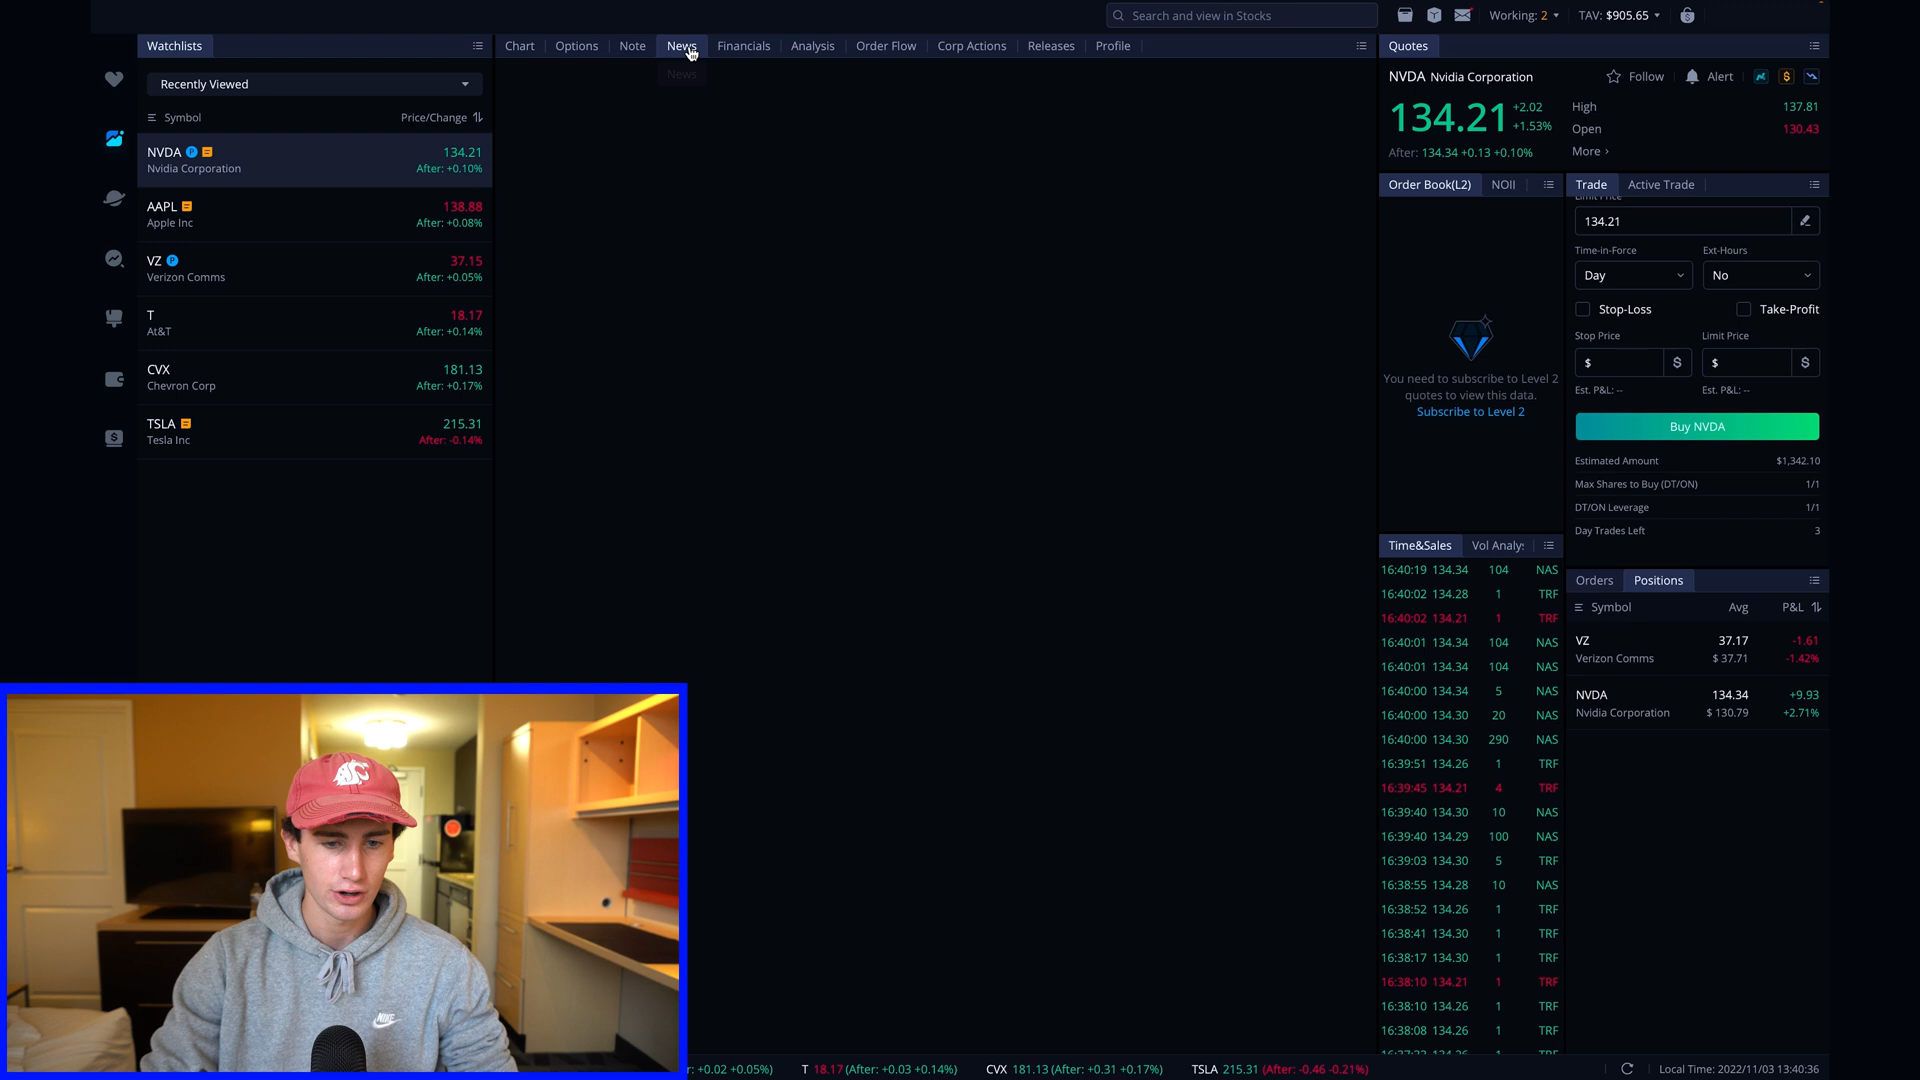 Search and view in Stocks
Working: 2
TAV: $905.65
Watchlists
Chart
Options
Note
News
Financials
Analysis
Order Flow
Corp Actions
Releases
Profile
Quotes
News
Recently Viewed
Symbol
Price/Change
NVDA P 134.21
Nvidia Corporation After: +0.10%
AAPL 138.88
Apple Inc After: +0.08%
VZ P 37.15
Verizon Comms After: +0.05%
T 18.17
At&T After: +0.14%
CVX 181.13
Chevron Corp After: +0.17%
TSLA 215.31
Tesla Inc After: -0.14%
NVDA Nvidia Corporation
Follow
Alert
$
134.21 +2.02
+1.53%
After: 134.34 +0.13 +0.10%
High 137.81
Open 130.43
More ›
Order Book(L2)
NOII
You need to subscribe to Level 2
quotes to view this data.
Subscribe to Level 2
Trade
Active Trade
Limit Price
134.21
Time-in-Force Ext-Hours
Day No
Stop-Loss Take-Profit
Stop Price Limit Price
$ $ $ $
Est. P&L: -- Est. P&L: --
Buy NVDA
Estimated Amount $1,342.10
Max Shares to Buy (DT/ON) 1/1
DT/ON Leverage 1/1
Day Trades Left 3
Time&Sales
Vol Analy
16:40:19 134.34 104 NAS
16:40:02 134.28 1 TRF
16:40:02 134.21 1 TRF
16:40:01 134.34 104 NAS
16:40:01 134.34 104 NAS
16:40:00 134.34 5 NAS
16:40:00 134.30 20 NAS
16:40:00 134.30 290 NAS
16:39:51 134.26 1 TRF
16:39:45 134.21 4 TRF
16:39:40 134.30 10 NAS
16:39:40 134.29 100 NAS
16:39:03 134.30 5 TRF
16:38:55 134.28 10 NAS
16:38:52 134.26 1 TRF
16:38:41 134.30 1 TRF
16:38:17 134.30 1 TRF
16:38:10 134.21 1 TRF
16:38:10 134.26 1 TRF
16:38:08 134.26 1 TRF
Orders
Positions
Symbol Avg P&L
VZ 37.17 -1.61
Verizon Comms $ 37.71 -1.42%
NVDA 134.34 +9.93
Nvidia Corporation $ 130.79 +2.71%
NIKE
r: +0.02 +0.05%) T 18.17 (After: +0.03 +0.14%) CVX 181.13 (After: +0.31 +0.17%) TSLA 215.31 (After: -0.46 -0.21%)
Local Time: 2022/11/03 13:40:36